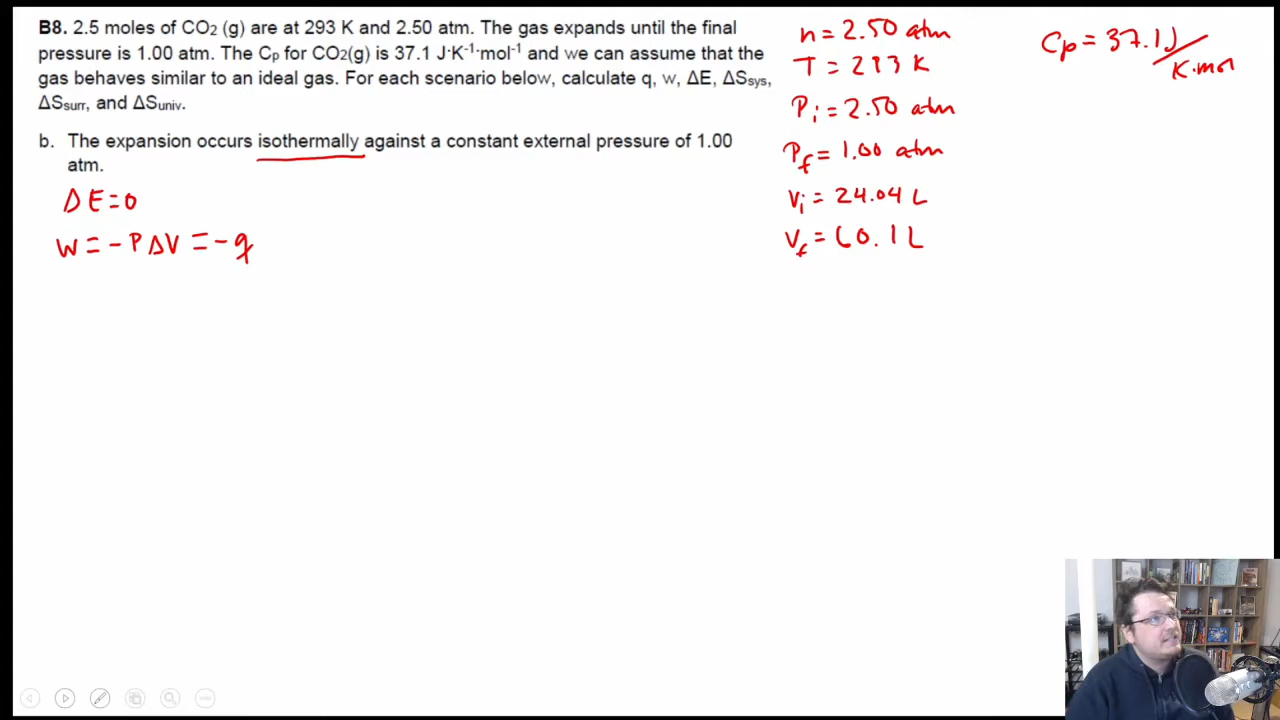 B8. 2.5 moles of CO2 (g) are at 293 K and 2.50 atm. The gas expands until the final
pressure is 1.00 atm. The Cp for CO2(g) is 37.1 J·K⁻¹·mol⁻¹ and we can assume that the
gas behaves similar to an ideal gas. For each scenario below, calculate q, w, ΔE, ΔSsys,
ΔSsurr, and ΔSuniv.
b. The expansion occurs isothermally against a constant external pressure of 1.00
atm.
ΔE=0
w = -PΔV = -q
n = 2.50 atm
T = 293 K
Pi = 2.50 atm
Pf = 1.00 atm
Vi = 24.04 L
Vf = 60.1 L
Cp = 37.1 J/K·mol